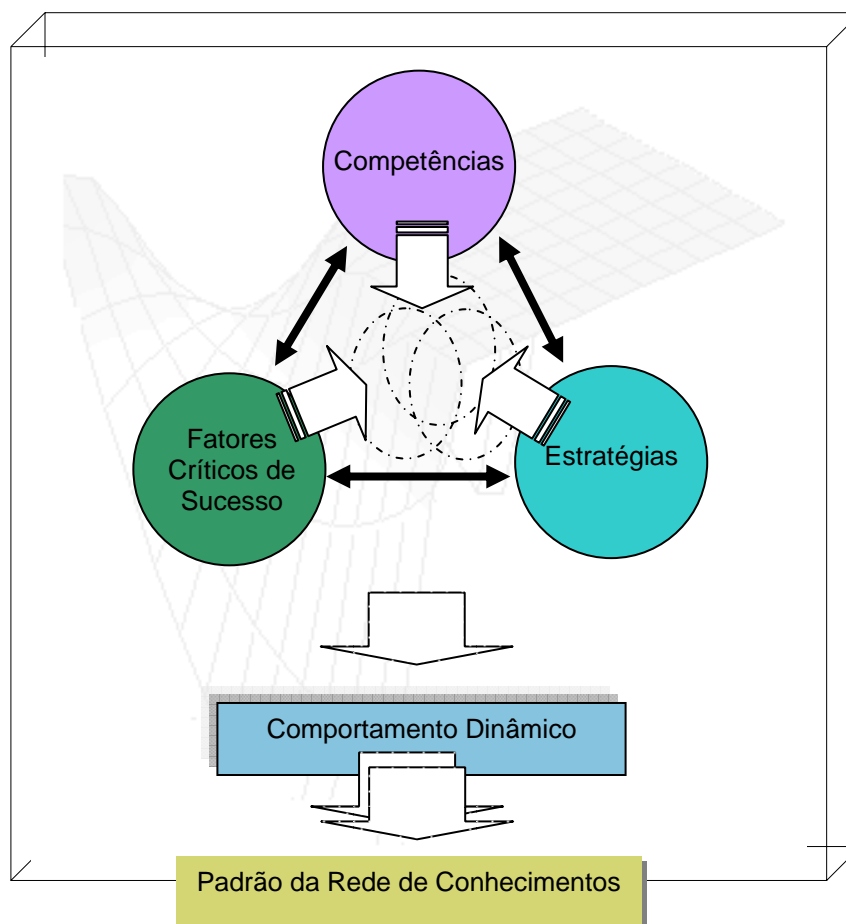 Competências
Fatores
Críticos de
Sucesso
Estratégias
Comportamento Dinâmico
Padrão da Rede de Conhecimentos